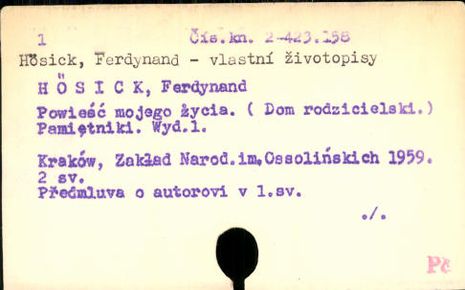 1 Čís.kn. 2-423.158
Hösick, Ferdynand - vlastní životopisy
H Ö S I C K, Ferdynand
Powieść mojego życia. ( Dom rodzicielski.)
Pamiętniki. Wyd.1.
Kraków, Zakład Narod.im.Ossolińskich 1959.
2 sv.
Předmluva o autorovi v 1.sv.
./.